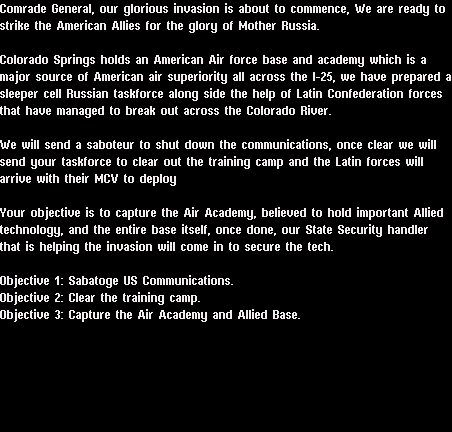 Comrade General, our glorious invasion is about to commence, We are ready to
strike the American Allies for the glory of Mother Russia.
Colorado Springs holds an American Air force base and academy which is a
major source of American air superiority all across the I-25, we have prepared a
sleeper cell Russian taskforce along side the help of Latin Confederation forces
that have managed to break out across the Colorado River.
We will send a saboteur to shut down the communications, once clear we will
send your taskforce to clear out the training camp and the Latin forces will
arrive with their MCV to deploy
Your objective is to capture the Air Academy, believed to hold important Allied
technology, and the entire base itself, once done, our State Security handler
that is helping the invasion will come in to secure the tech.
Objective 1: Sabatoge US Communications.
Objective 2: Clear the training camp.
Objective 3: Capture the Air Academy and Allied Base.